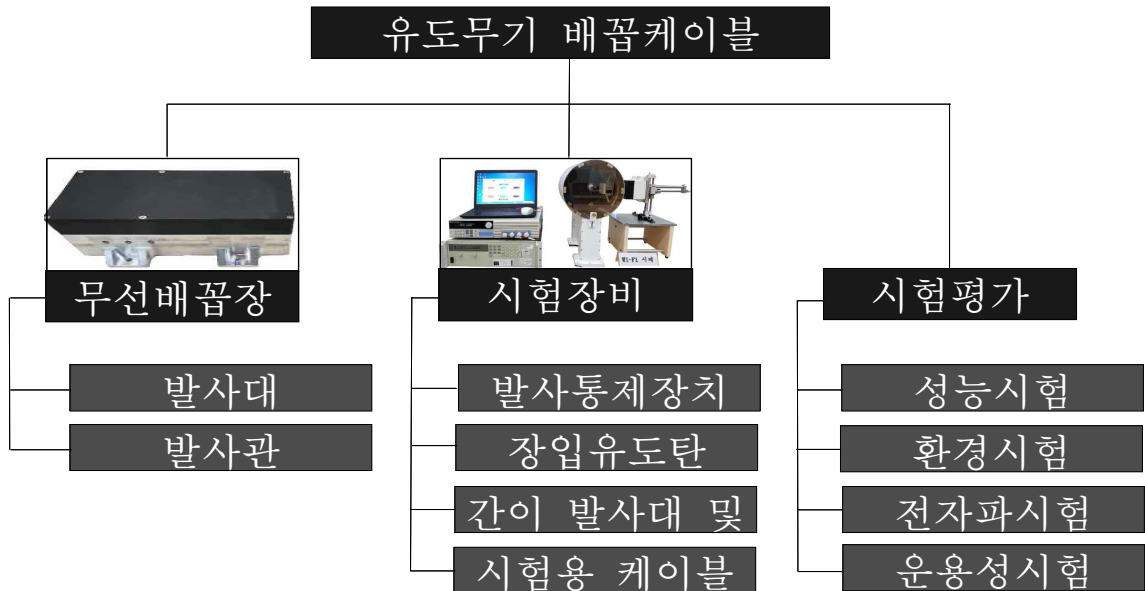 유도무기 배꼽케이블
무선배꼽장
발사대
발사관
시험장비
발사통제장치
장입유도탄
간이 발사대 및
시험용 케이블
시험평가
성능시험
환경시험
전자파시험
운용성시험